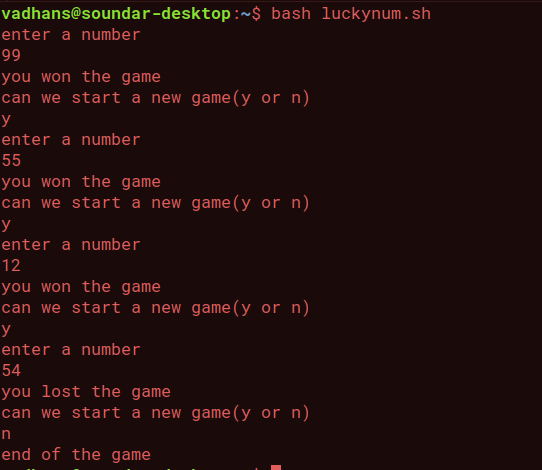 vadhans@soundar-desktop:~$ bash luckynum.sh
enter a number
99
you won the game
can we start a new game(y or n)
y
enter a number
55
you won the game
can we start a new game(y or n)
y
enter a number
12
you won the game
can we start a new game(y or n)
y
enter a number
54
you lost the game
can we start a new game(y or n)
n
end of the game